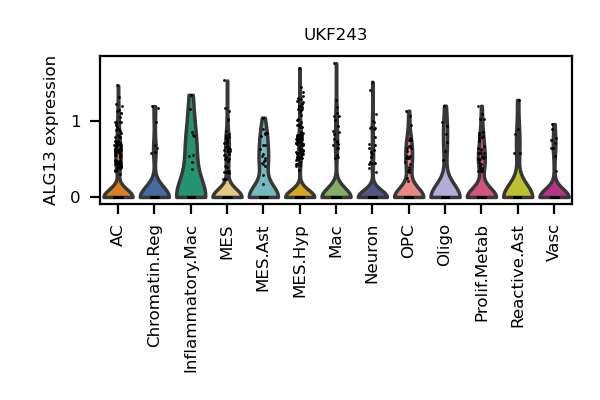 UKF243
ALG13 expression
1
0
AC
Chromatin.Reg
Inflammatory.Mac
MES
MES.Ast
MES.Hyp
Mac
Neuron
OPC
Oligo
Prolif.Metab
Reactive.Ast
Vasc